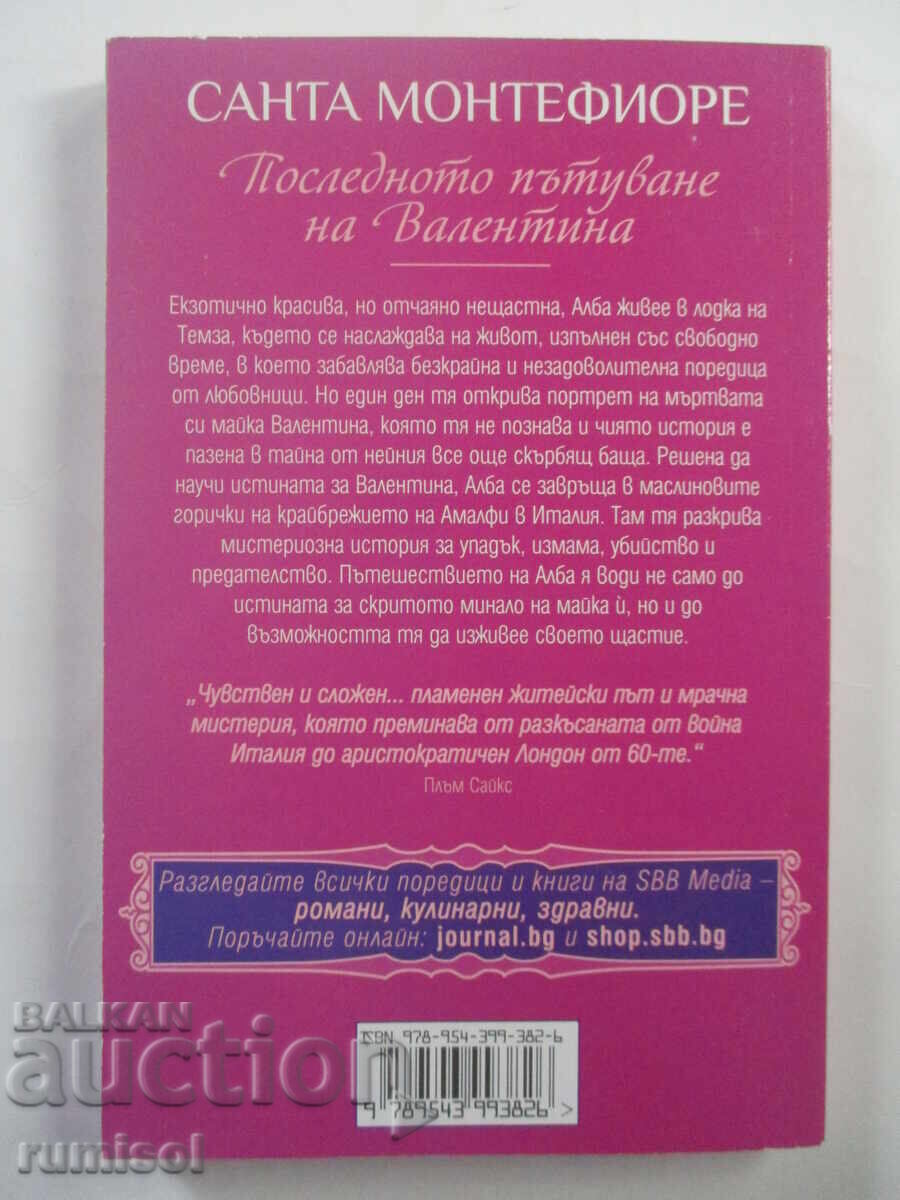 САНТА МОНТЕФИОРЕ
Последното пътуване
на Валентина
Екзотично красива, но отчаяно нещастна, Алба живее в лодка на
Темза, където се наслаждава на живот, изпълнен със свободно
време, в което забавлява безкрайна и незадоволителна поредица
от любовници. Но един ден тя открива портрет на мъртвата
си майка Валентина, която тя не познава и чиято история е
пазена в тайна от нейния все още скърбящ баща. Решена да
научи истината за Валентина, Алба се завръща в маслиновите
горички на крайбрежието на Амалфи в Италия. Там тя разкрива
мистериозна история за упадък, измама, убийство и
предателство. Пътешествието на Алба я води не само до
истината за скритото минало на майка ѝ, но и до
възможността тя да изживее своето щастие.
„Чувствен и сложен... пламенен житейски път и мрачна
мистерия, която преминава от разкъсаната от война
Италия до аристократичен Лондон от 60-те.“
Плъм Сайкс
Разгледайте всички поредици и книги на SBB Media –
романи, кулинарни, здравни.
Поръчайте онлайн: journal.bg и shop.sbb.bg
ISBN 978-954-399-382-6
9 789543 993826 >
BALKAN
auction
rumisol